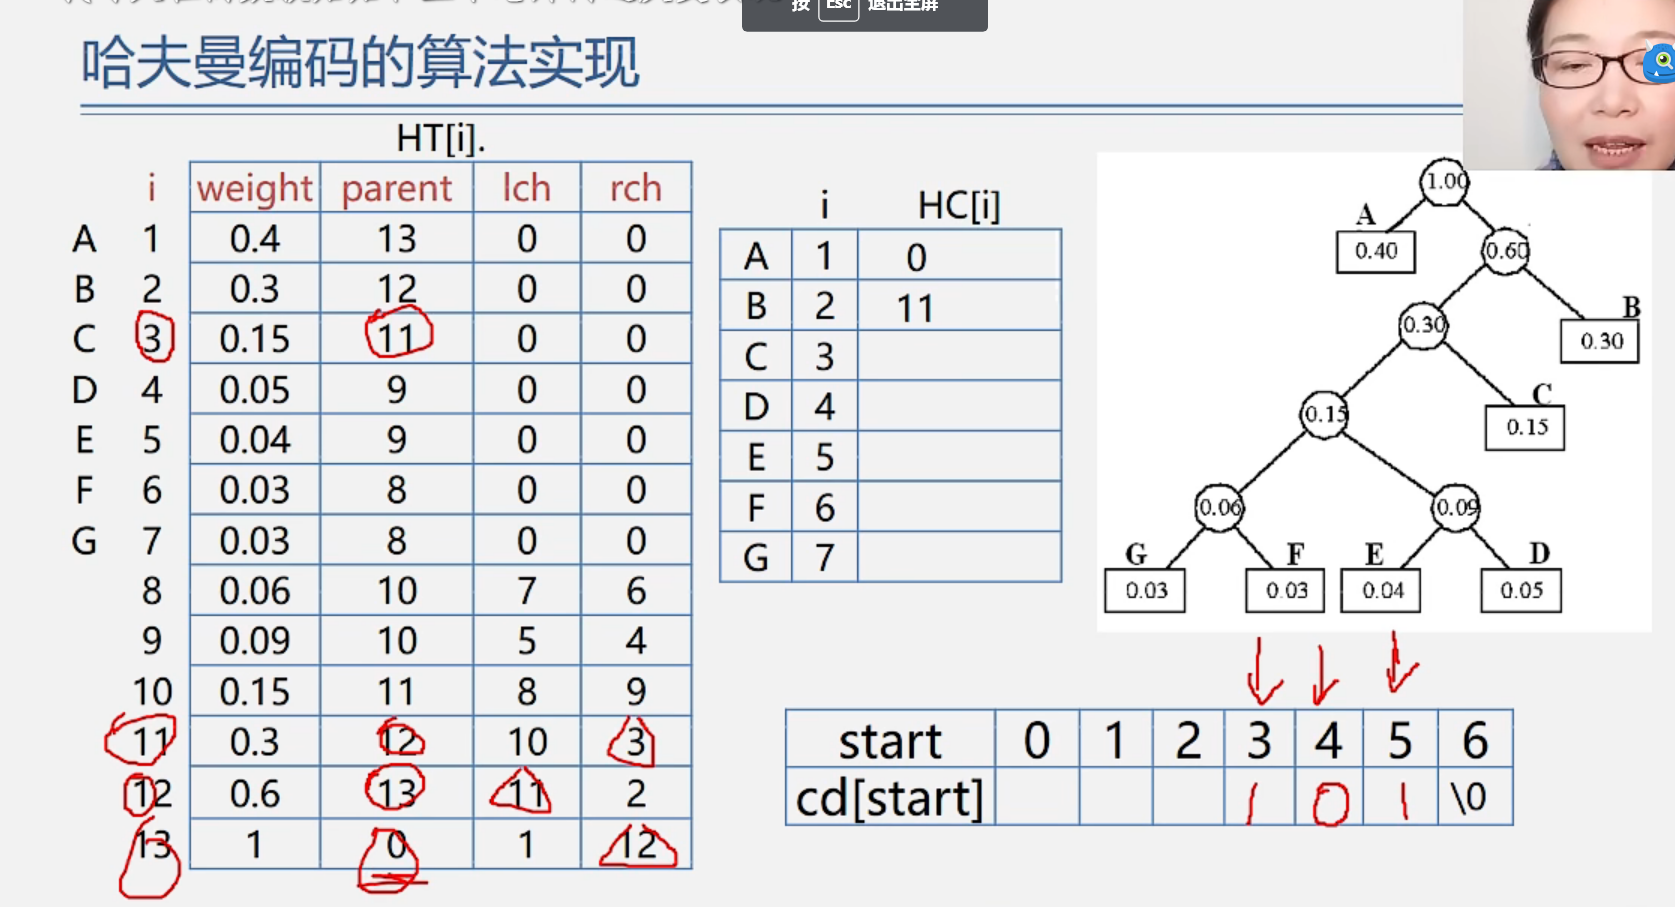 按 Esc 退出全屏
哈夫曼编码的算法实现
HT[i].
i weight parent lch rch
A 1 0.4 13 0 0
B 2 0.3 12 0 0
C 3 0.15 11 0 0
D 4 0.05 9 0 0
E 5 0.04 9 0 0
F 6 0.03 8 0 0
G 7 0.03 8 0 0
8 0.06 10 7 6
9 0.09 10 5 4
10 0.15 11 8 9
11 0.3 12 10 3
12 0.6 13 11 2
13 1 0 1 12
i HC[i]
A 1 0
B 2 11
C 3
D 4
E 5
F 6
G 7
1.00
A
0.40 0.60
B
0.30 0.30
C
0.15 0.15
0.06 0.09
G F E D
0.03 0.03 0.04 0.05
start 0 1 2 3 4 5 6
cd[start] 1 0 1 \0